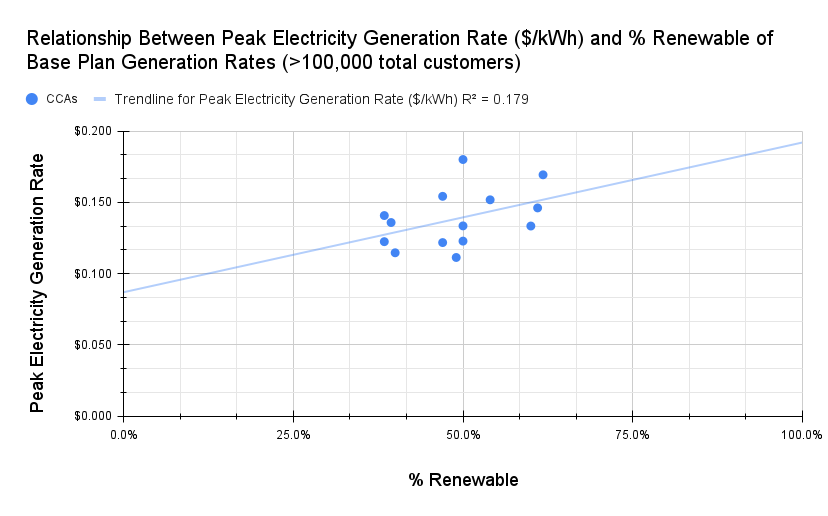 Relationship Between Peak Electricity Generation Rate ($/kWh) and % Renewable of
Base Plan Generation Rates (>100,000 total customers)
CCAs
Trendline for Peak Electricity Generation Rate ($/kWh) R² = 0.179
Peak Electricity Generation Rate
$0.200
$0.150
$0.100
$0.050
$0.000
0.0%
25.0%
50.0%
75.0%
100.0%
% Renewable